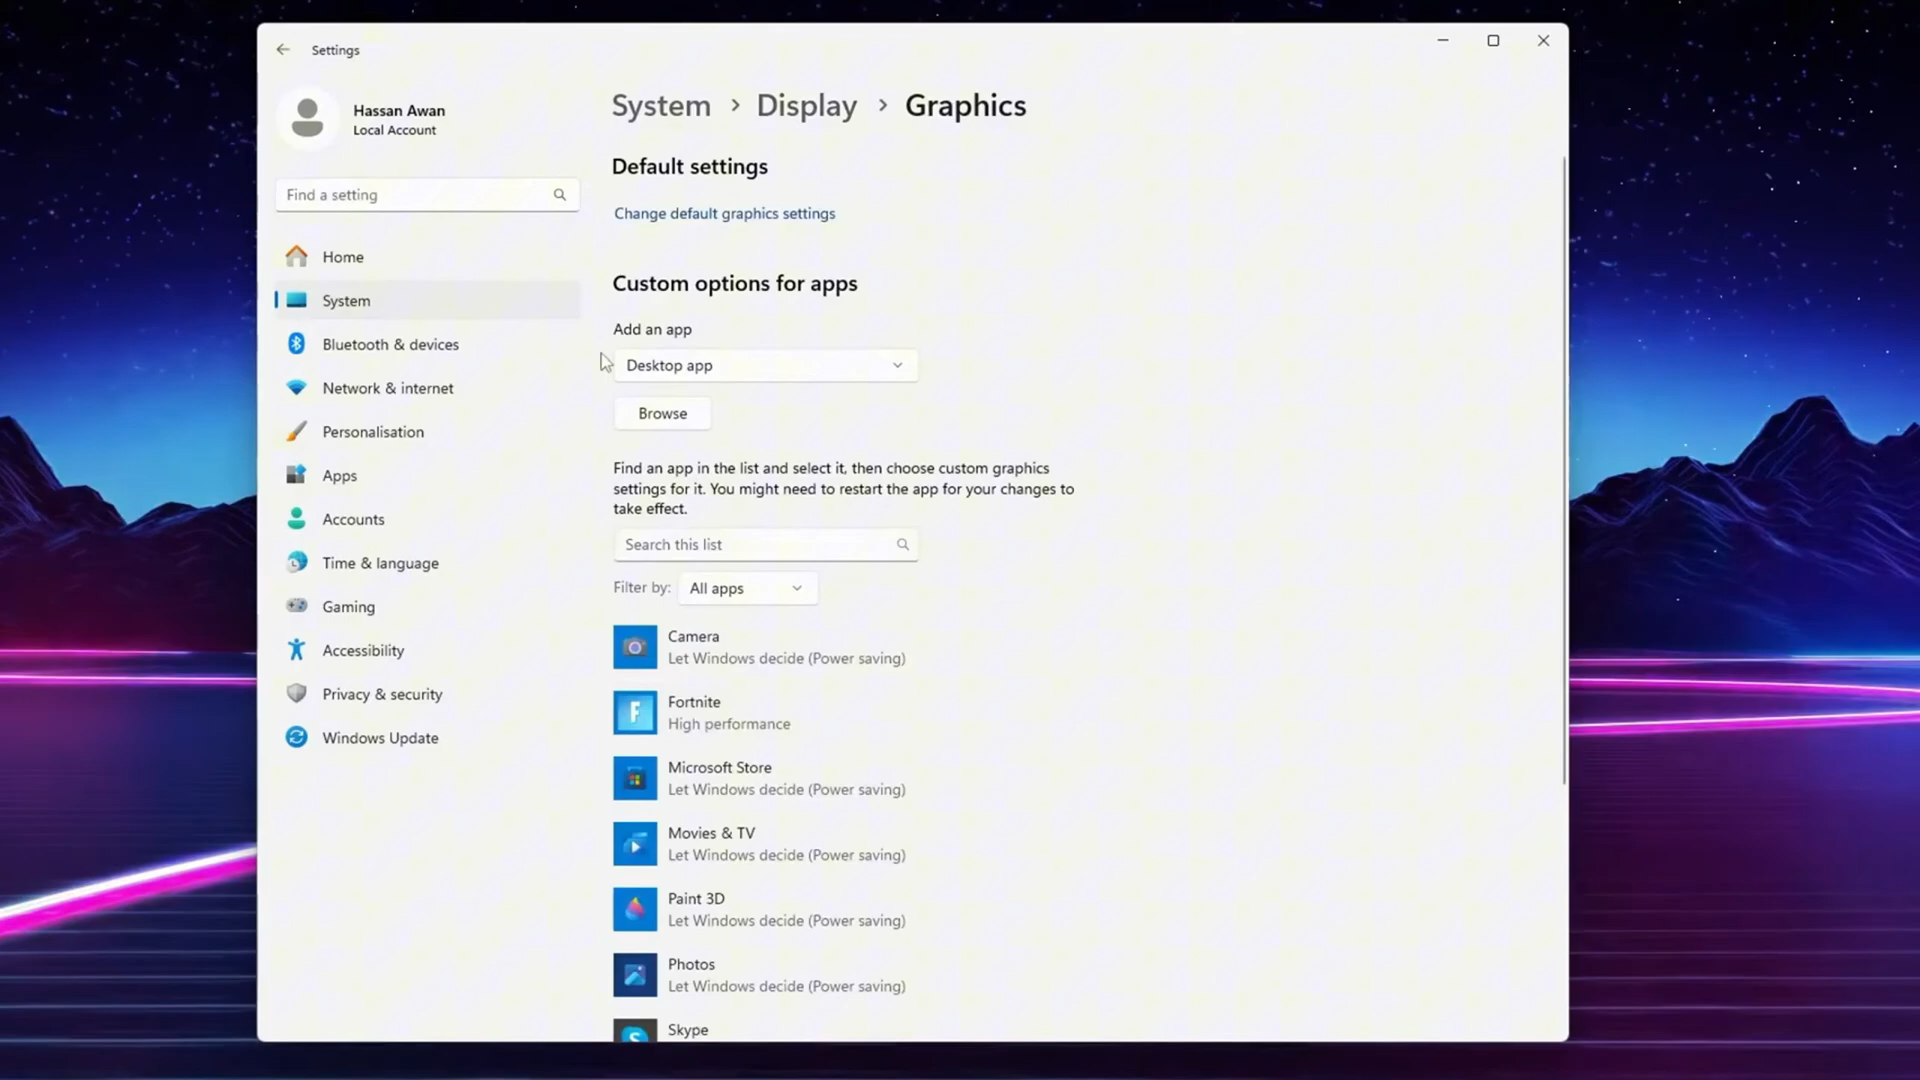 Settings
Hassan Awan
Local Account
Find a setting
Home
System
Bluetooth & devices
Network & internet
Personalisation
Apps
Accounts
Time & language
Gaming
Accessibility
Privacy & security
Windows Update
System > Display > Graphics
Default settings
Change default graphics settings
Custom options for apps
Add an app
Desktop app
Browse
Find an app in the list and select it, then choose custom graphics
settings for it. You might need to restart the app for your changes to
take effect.
Search this list
Filter by: All apps
Camera
Let Windows decide (Power saving)
F
Fortnite
High performance
Microsoft Store
Let Windows decide (Power saving)
Movies & TV
Let Windows decide (Power saving)
Paint 3D
Let Windows decide (Power saving)
Photos
Let Windows decide (Power saving)
S
Skype